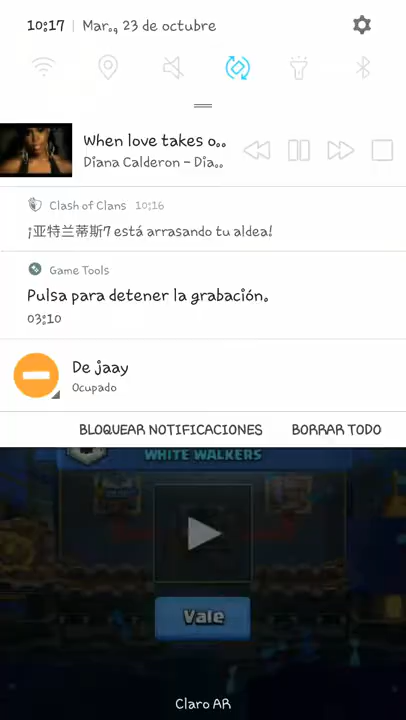 10:17 | Mar., 23 de octubre
When love takes o..
Diana Calderon – Dia..
Clash of Clans 10:16
¡亚特兰蒂斯7 está arrasando tu aldea!
Game Tools
Pulsa para detener la grabación.
03:10
De jaay
Ocupado
BLOQUEAR NOTIFICACIONES BORRAR TODO
WHITE WALKERS
Vale
Claro AR